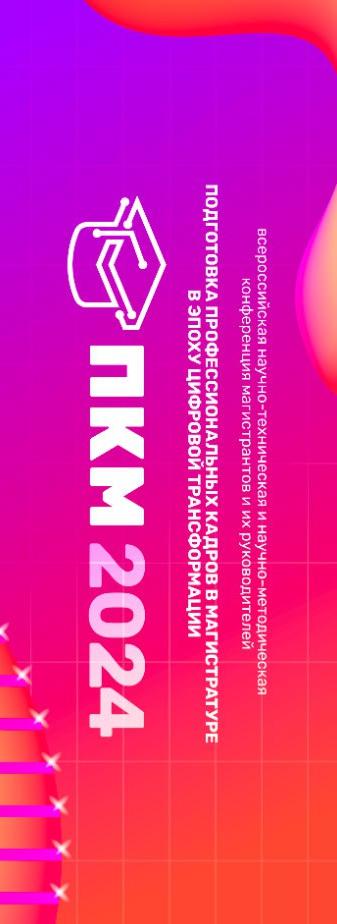 всероссийская научно-техническая и научно-методическая
конференция магистрантов и их руководителей
ПОДГОТОВКА ПРОФЕССИОНАЛЬНЫХ КАДРОВ В МАГИСТРАТУРЕ
В ЭПОХУ ЦИФРОВОЙ ТРАНСФОРМАЦИИ
ПКМ 2024